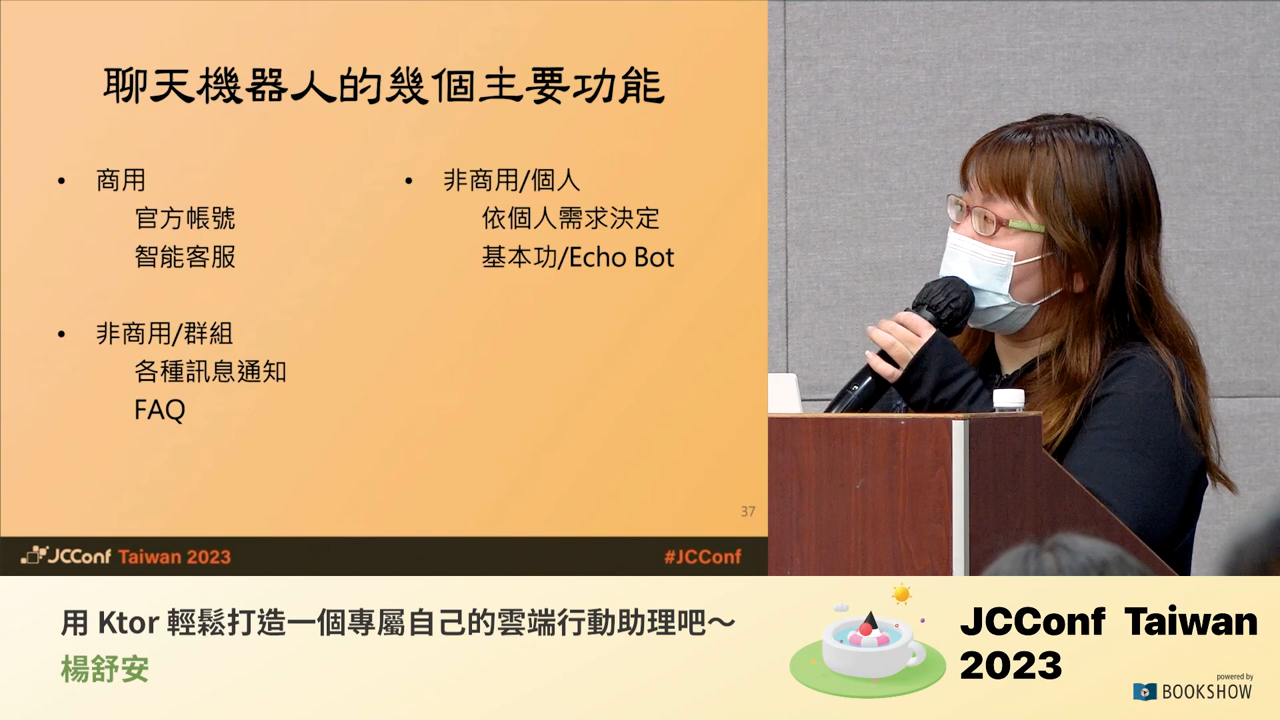 聊天機器人的幾個主要功能
• 商用
官方帳號
智能客服
• 非商用/群組
各種訊息通知
FAQ
• 非商用/個人
依個人需求決定
基本功/Echo Bot
37
JCConf Taiwan 2023
#JCConf
用 Ktor 輕鬆打造一個專屬自己的雲端行動助理吧～
楊舒安
JCConf Taiwan
2023
powered by
BOOKSHOW